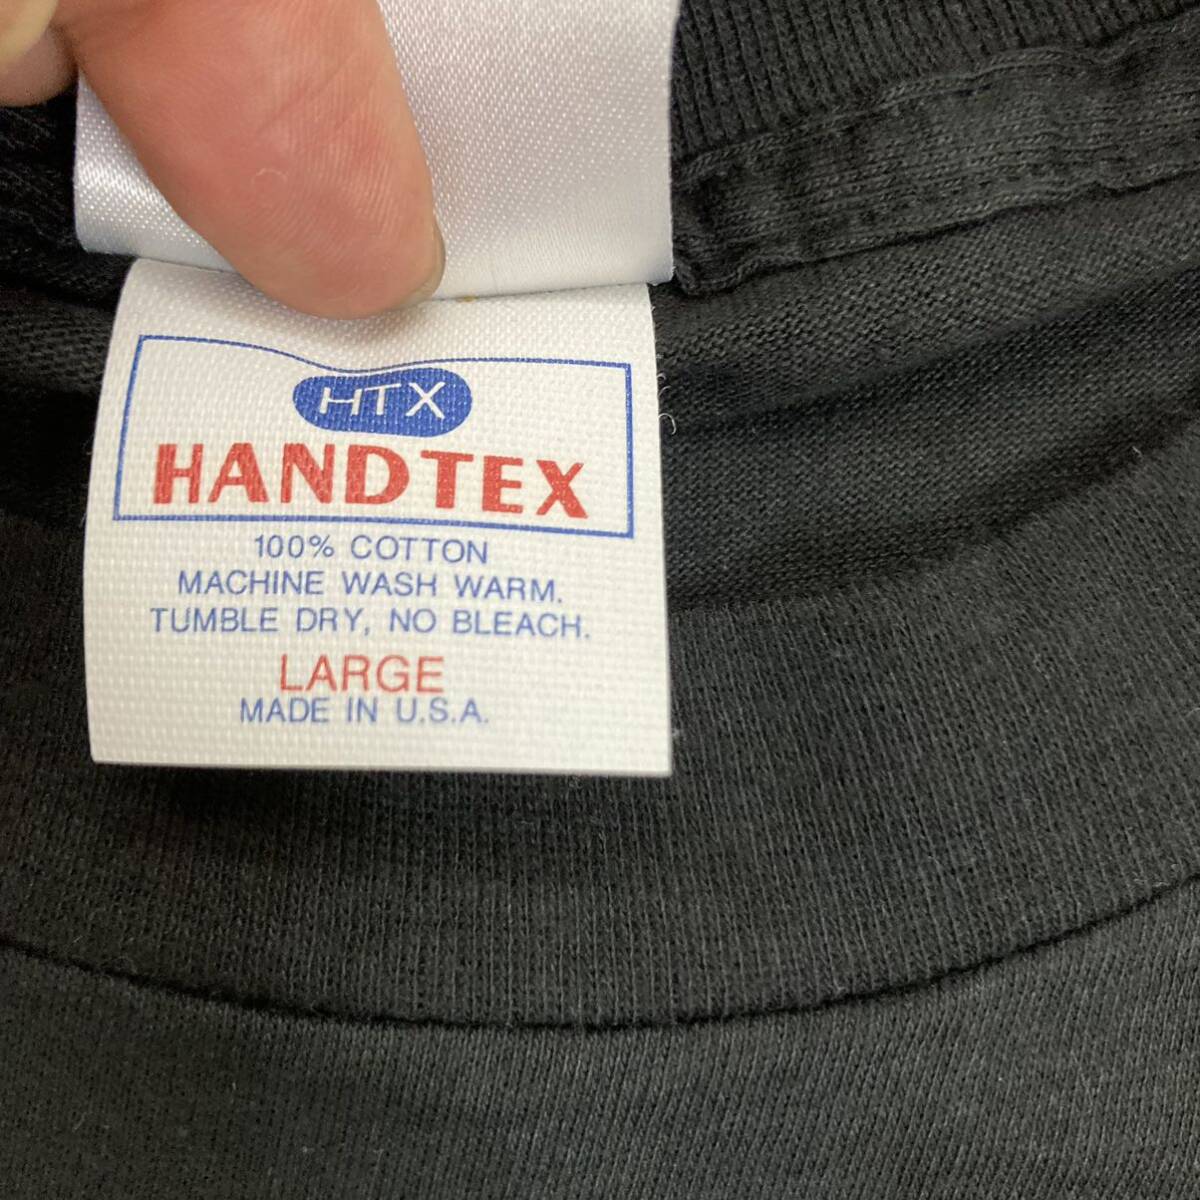 HTX
HANDTEX
100% COTTON
MACHINE WASH WARM.
TUMBLE DRY, NO BLEACH.
LARGE
MADE IN U.S.A.